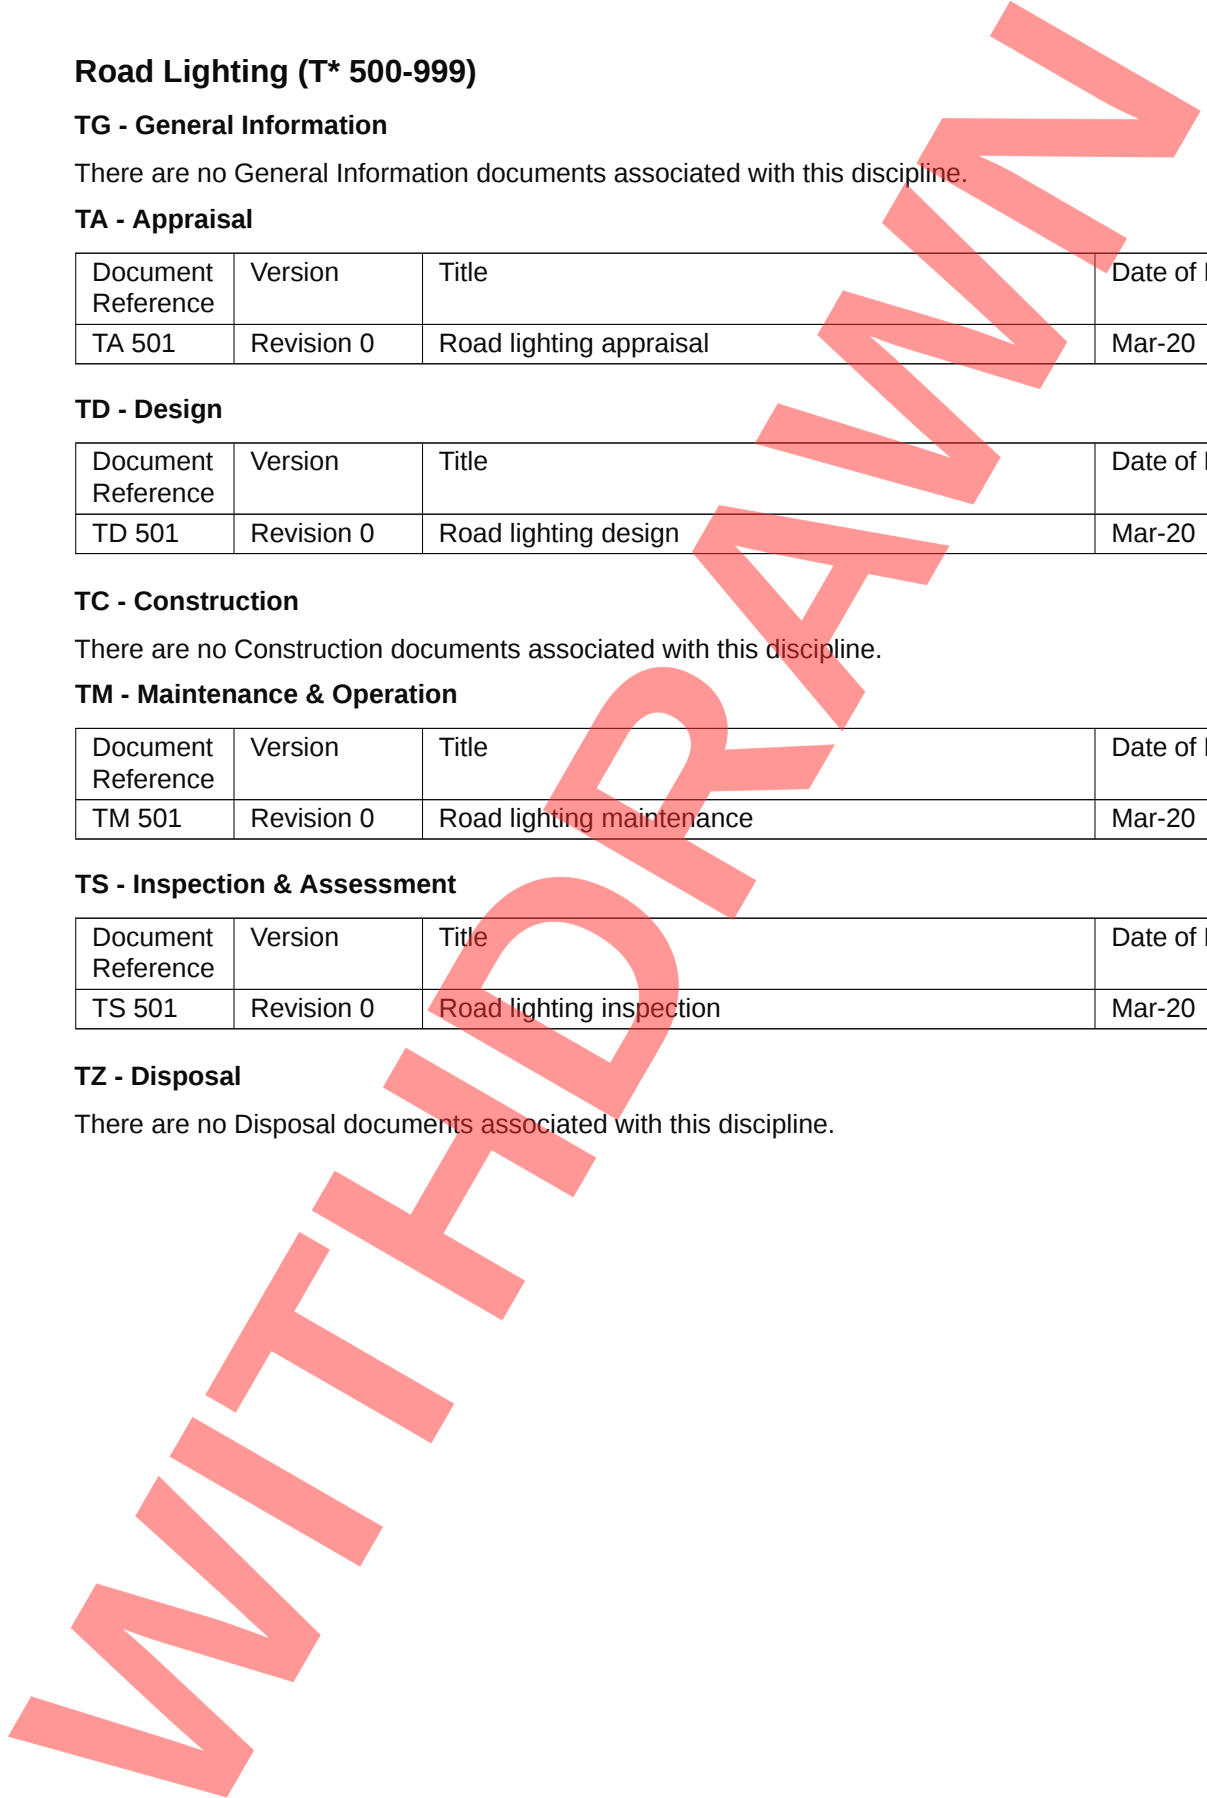 Road Lighting (T* 500-999)
TG - General Information
There are no General Information documents associated with this discipline.
TA - Appraisal
Document Reference Version Title Date of
TA 501 Revision 0 Road lighting appraisal Mar-20
TD - Design
Document Reference Version Title Date of
TD 501 Revision 0 Road lighting design Mar-20
TC - Construction
There are no Construction documents associated with this discipline.
TM - Maintenance & Operation
Document Reference Version Title Date of
TM 501 Revision 0 Road lighting maintenance Mar-20
TS - Inspection & Assessment
Document Reference Version Title Date of
TS 501 Revision 0 Road lighting inspection Mar-20
TZ - Disposal
There are no Disposal documents associated with this discipline.
WITHDRAWN